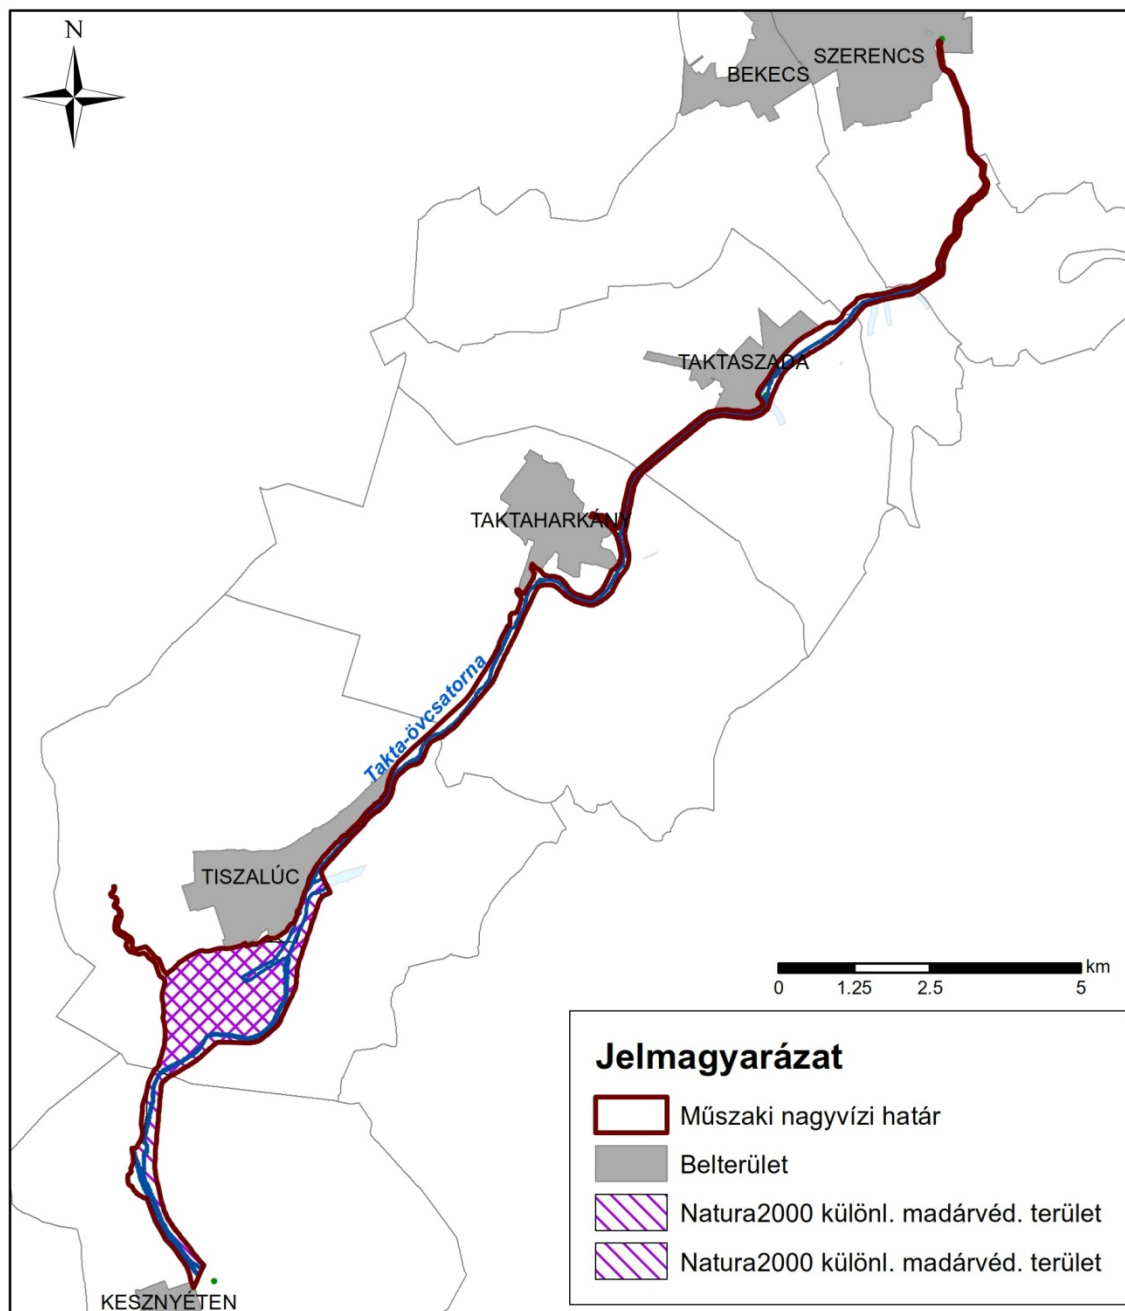 N
SZERENCS
BEKECS
TAKTASZADA
TAKTAHARKÁNY
Takta-övcsatorna
TISZALÚC
km
0 1.25 2.5 5
Jelmagyarázat
Műszaki nagyvízi határ
Belterület
Natura2000 különl. madárvéd. terület
Natura2000 különl. madárvéd. terület
KESZNYÉTEN